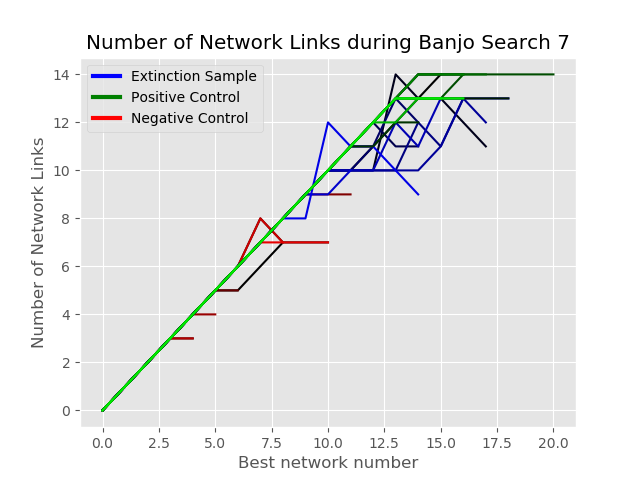 Number of Network Links during Banjo Search 7
Extinction Sample
Positive Control
Negative Control
Number of Network Links
14
12
10
8
6
4
2
0
0.0 2.5 5.0 7.5 10.0 12.5 15.0 17.5 20.0
Best network number